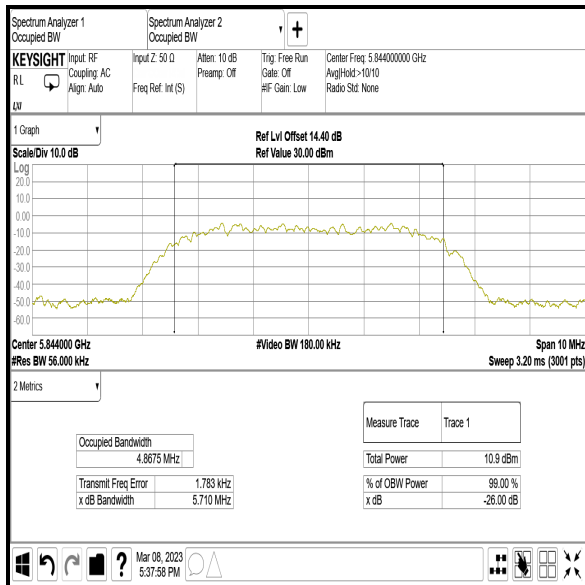 Spectrum Analyzer 1
Occupied BW
Spectrum Analyzer 2
Occupied BW
KEYSIGHT
RL
LXI
Input: RF
Coupling: AC
Align: Auto
Input Z: 50 Ω
Freq Ref: Int (S)
Atten: 10 dB
Preamp: Off
Trig: Free Run
Gate: Off
#IF Gain: Low
Center Freq: 5.844000000 GHz
Avg|Hold:>10/10
Radio Std: None
1 Graph
Scale/Div 10.0 dB
Ref Lvl Offset 14.40 dB
Ref Value 30.00 dBm
Log
20.0
10.0
0.00
-10.0
-20.0
-30.0
-40.0
-50.0
-60.0
Center 5.844000 GHz
#Video BW 180.00 kHz
Span 10 MHz
#Res BW 56.000 kHz
Sweep 3.20 ms (3001 pts)
2 Metrics
Occupied Bandwidth
4.8675 MHz
Transmit Freq Error 1.783 kHz
x dB Bandwidth 5.710 MHz
Measure Trace Trace 1
Total Power 10.9 dBm
% of OBW Power 99.00 %
x dB -26.00 dB
?
Mar 08, 2023
5:37:58 PM